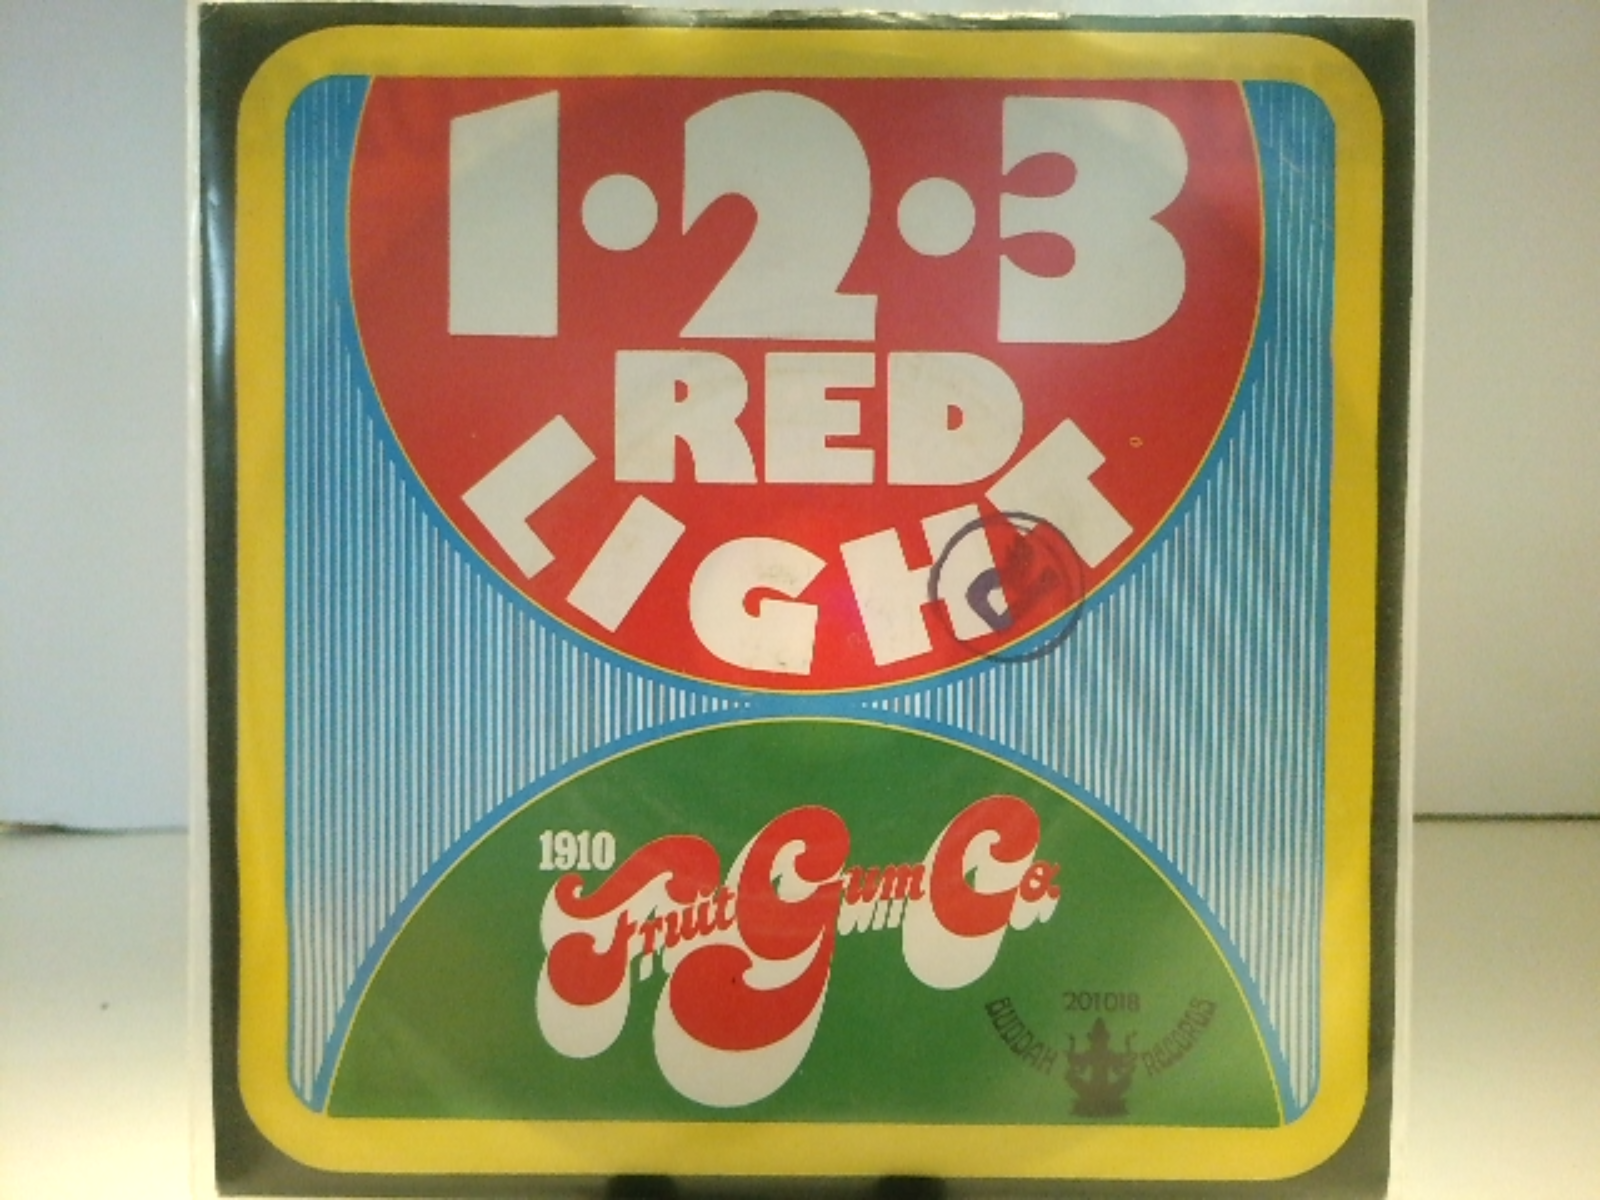 1·2·3
RED
LIGHT
1910
Fruit Gum Co.
201018
BUDDAH RECORDS